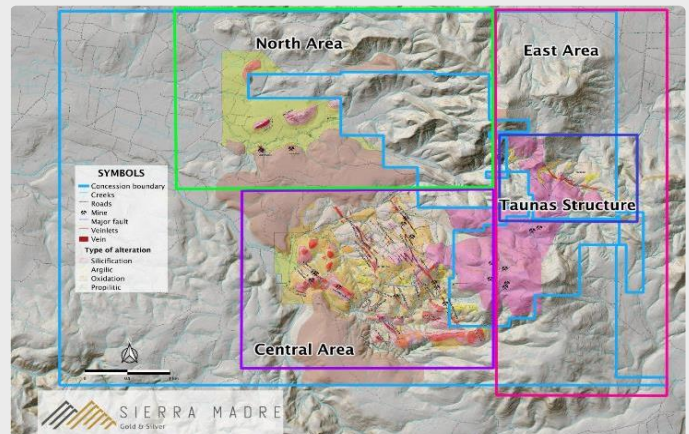 North Area
East Area
SYMBOLS
Concession boundary
Creeks
Roads
Mine
Major fault
Veinlets
Vein
Type of alteration
Silicification
Argilic
Oxidation
Propilitic
Taunas Structure
Central Area
SIERRA MADRE
Gold & Silver